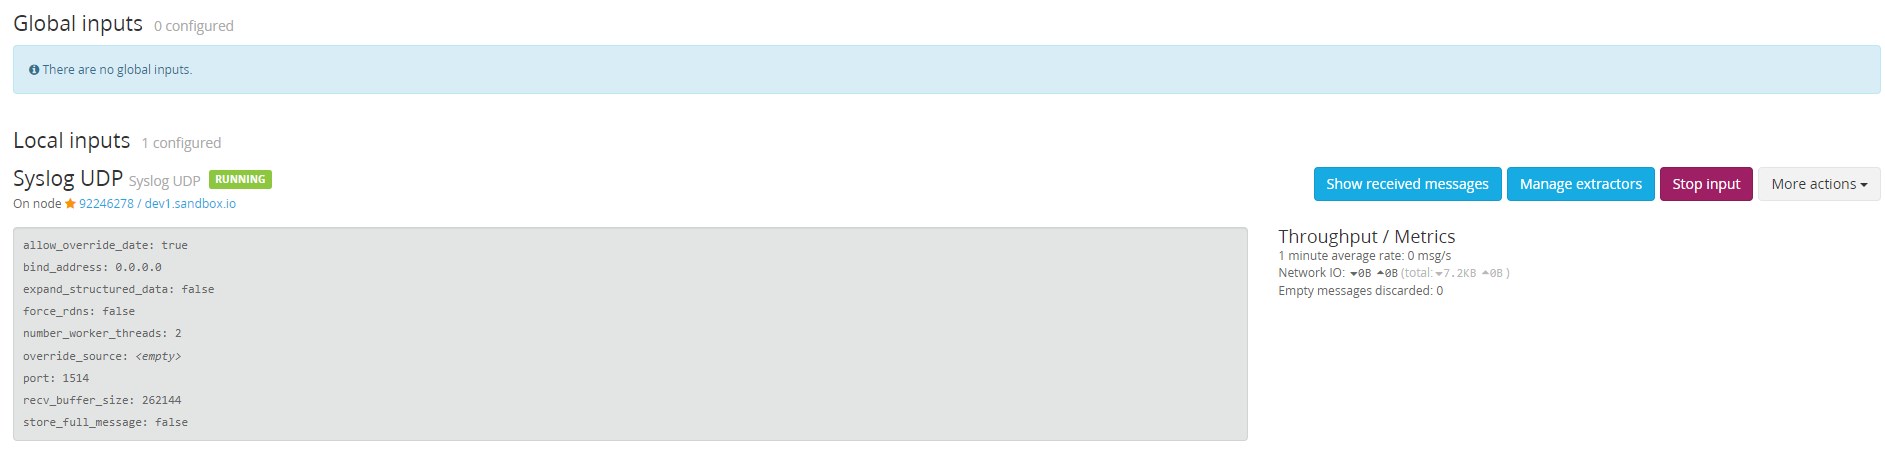 Global inputs 0 configured
There are no global inputs.
Local inputs 1 configured
Syslog UDP Syslog UDP RUNNING
Show received messages Manage extractors Stop input More actions
On node 92246278 / dev1.sandbox.io
allow_override_date: true
bind_address: 0.0.0.0
expand_structured_data: false
force_rdns: false
number_worker_threads: 2
override_source: <empty>
port: 1514
recv_buffer_size: 262144
store_full_message: false
Throughput / Metrics
1 minute average rate: 0 msg/s
Network IO: 0B 0B (total: 7.2KB 0B )
Empty messages discarded: 0